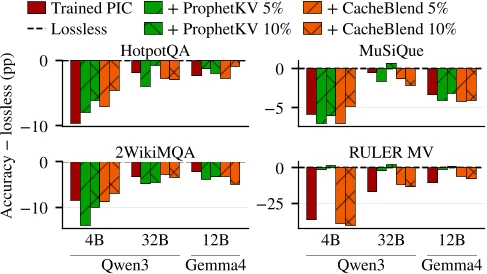 Trained PIC + ProphetKV 5% + CacheBlend 5%
Lossless + ProphetKV 10% + CacheBlend 10%
HotpotQA MuSiQue
0 0
−5
−10
2WikiMQA RULER MV
0 0
−10 −25
4B 32B 12B 4B 32B 12B
Qwen3 Gemma4 Qwen3 Gemma4
Accuracy − lossless (pp)